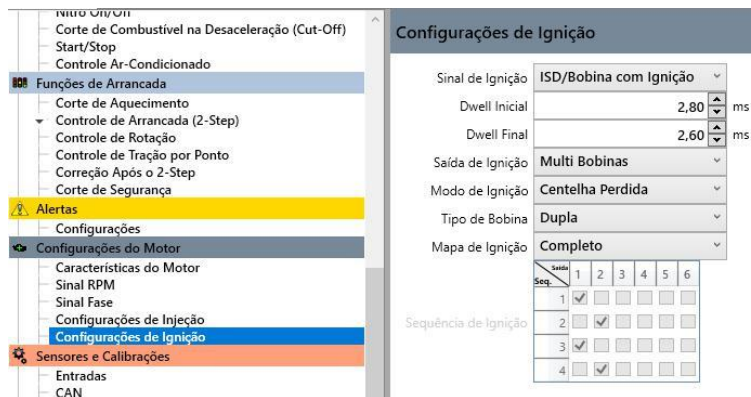 Nitro On/Off
Corte de Combustível na Desaceleração (Cut-Off)
Start/Stop
Controle Ar-Condicionado
Funções de Arrancada
Corte de Aquecimento
Controle de Arrancada (2-Step)
Controle de Rotação
Controle de Tração por Ponto
Correção Após o 2-Step
Corte de Segurança
Alertas
Configurações
Configurações do Motor
Características do Motor
Sinal RPM
Sinal Fase
Configurações de Injeção
Configurações de Ignição
Sensores e Calibrações
Entradas
CAN
Configurações de Ignição
Sinal de Ignição ISD/Bobina com Ignição
Dwell Inicial 2,80 ms
Dwell Final 2,60 ms
Saída de Ignição Multi Bobinas
Modo de Ignição Centelha Perdida
Tipo de Bobina Dupla
Mapa de Ignição Completo
Saída 1 2 3 4 5 6
Seq.
1
Sequência de Ignição 2
3
4